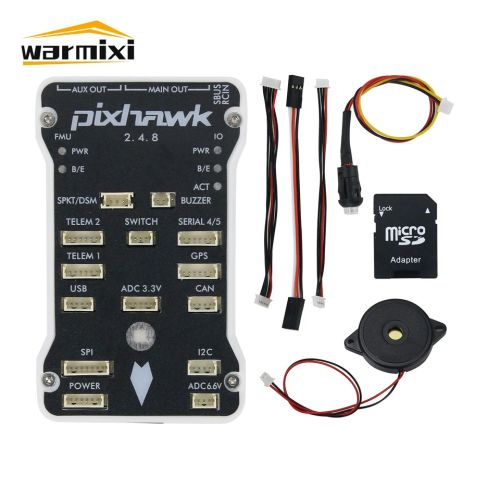 warmixi
AUX OUT
MAIN OUT
SBUS
RCIN
pixhawk
2.4.8
FMU
IO
PWR
PWR
B/E
B/E
ACT
SPKT/DSM
BUZZER
TELEM 2
SWITCH
SERIAL 4/5
TELEM 1
GPS
USB
ADC 3.3V
CAN
SPI
I2C
POWER
ADC6.6V
Lock
micro
SD
Adapter